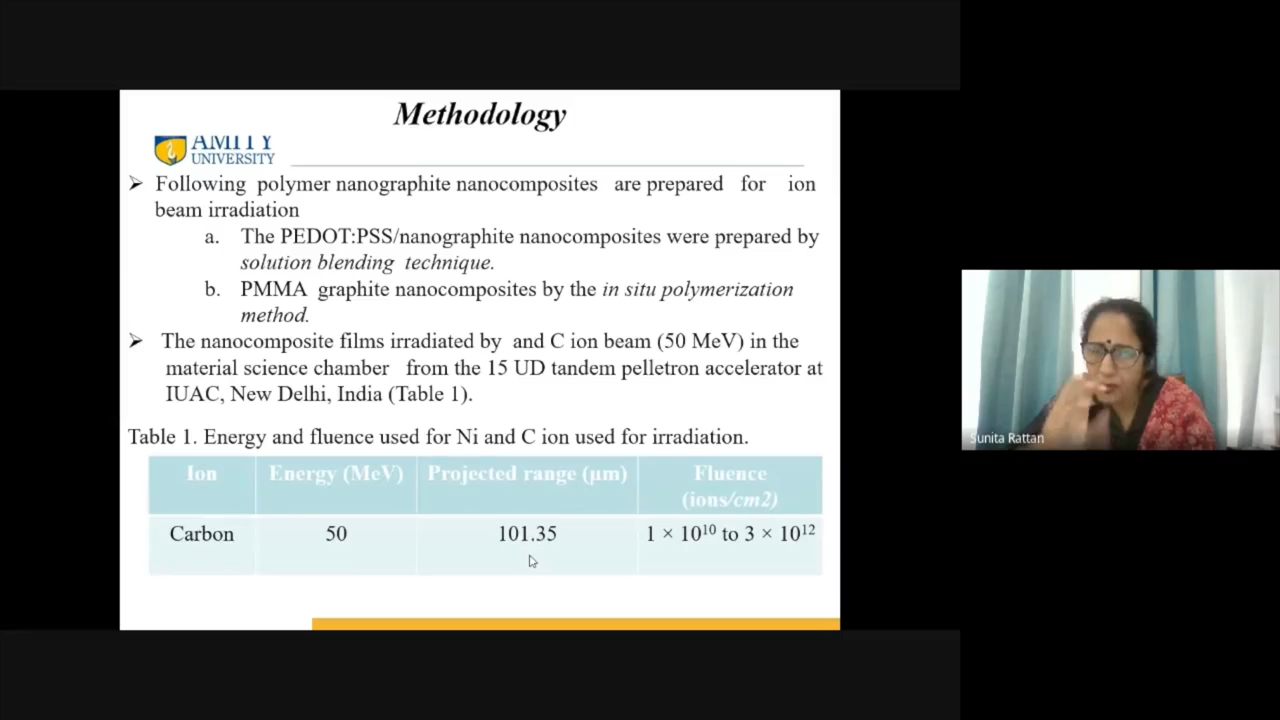 Methodology
AMITY
UNIVERSITY
➢ Following polymer nanographite nanocomposites are prepared for ion
beam irradiation
a. The PEDOT:PSS/nanographite nanocomposites were prepared by
solution blending technique.
b. PMMA graphite nanocomposites by the in situ polymerization
method.
➢ The nanocomposite films irradiated by and C ion beam (50 MeV) in the
material science chamber from the 15 UD tandem pelletron accelerator at
IUAC, New Delhi, India (Table 1).
Table 1. Energy and fluence used for Ni and C ion used for irradiation.
Ion Energy (MeV) Projected range (μm) Fluence
(ions/cm2)
Carbon 50 101.35 1 × 10¹⁰ to 3 × 10¹²
Sunita Rattan